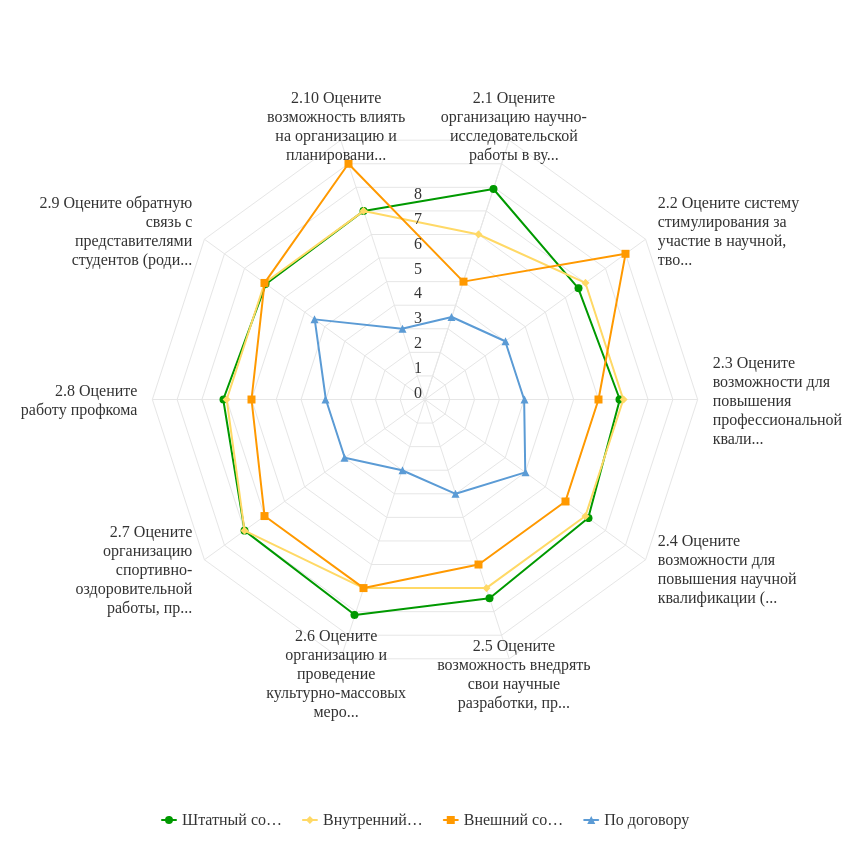 2.10 Оцените
возможность влиять
на организацию и
планировани...
2.1 Оцените
организацию научно-
исследовательской
работы в ву...
2.9 Оцените обратную
связь с
представителями
студентов (роди...
2.2 Оцените систему
стимулирования за
участие в научной,
тво...
8
7
6
5
4
3
2
1
0
2.8 Оцените
работу профкома
2.3 Оцените
возможности для
повышения
профессиональной
квали...
2.7 Оцените
организацию
спортивно-
оздоровительной
работы, пр...
2.4 Оцените
возможности для
повышения научной
квалификации (...
2.6 Оцените
организацию и
проведение
культурно-массовых
меро...
2.5 Оцените
возможность внедрять
свои научные
разработки, пр...
Штатный со… Внутренний… Внешний со… По договору